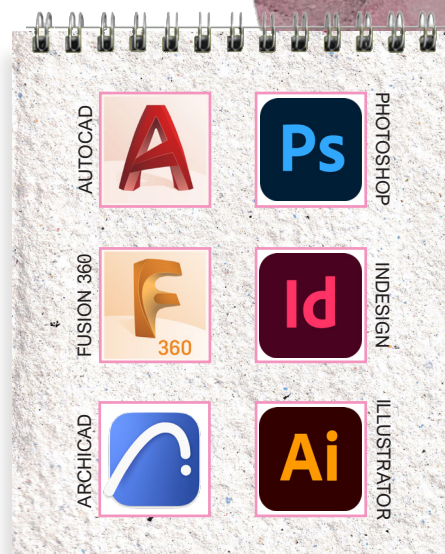 AUTOCAD
PHOTOSHOP
Ps
FUSION 360
360
INDESIGN
Id
ARCHICAD
ILLUSTRATOR
Ai